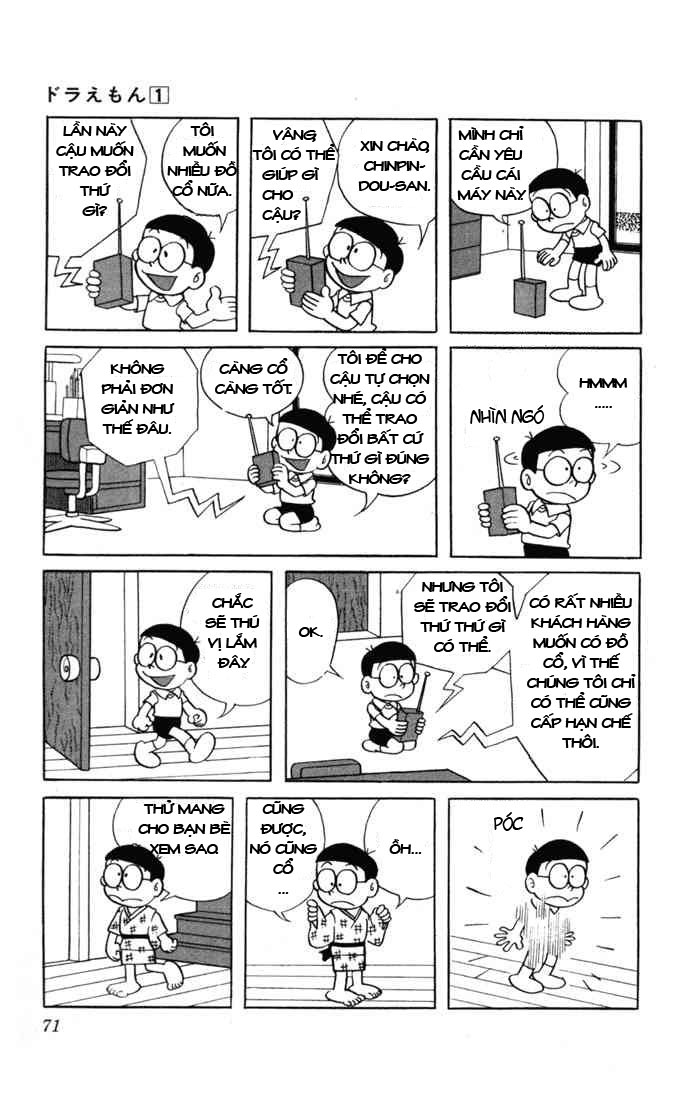 ドラえもん1
MÌNH CHỈ
CẦN YÊU
CẦU CÁI
MÁY NÀY
XIN CHÀO,
CHINPIN-
DOU-SAN.
VÂNG,
TÔI CÓ THỂ
GIÚP GÌ
CHO
CẬU?
TÔI
MUỐN
NHIỀU ĐỒ
CỔ NỮA.
LẦN NÀY
CẬU MUỐN
TRAO ĐỔI
THỨ
GÌ?
HMMM
.....
NHÌN NGÓ
TÔI ĐỂ CHO
CẬU TỰ CHỌN
NHÉ, CẬU CÓ
THỂ TRAO
ĐỔI BẤT CỨ
THỨ GÌ ĐÚNG
KHÔNG?
CÀNG CỔ
CÀNG TỐT.
KHÔNG
PHẢI ĐƠN
GIẢN NHƯ
THẾ ĐÂU.
CÓ RẤT NHIỀU
KHÁCH HÀNG
MUỐN CÓ ĐỒ
CỔ, VÌ THẾ
CHÚNG TÔI CHỈ
CÓ THỂ CŨNG
CẤP HẠN CHẾ
THÔI.
NHƯNG TÔI
SẼ TRAO ĐỔI
THỨ THỨ GÌ
CÓ THỂ.
OK.
CHẮC
SẼ THÚ
VỊ LẮM
ĐÂY
PÓC
ỒH...
CŨNG
ĐƯỢC,
NÓ CŨNG
CỔ
...
THỬ MANG
CHO BẠN BÈ
XEM SAO.
71